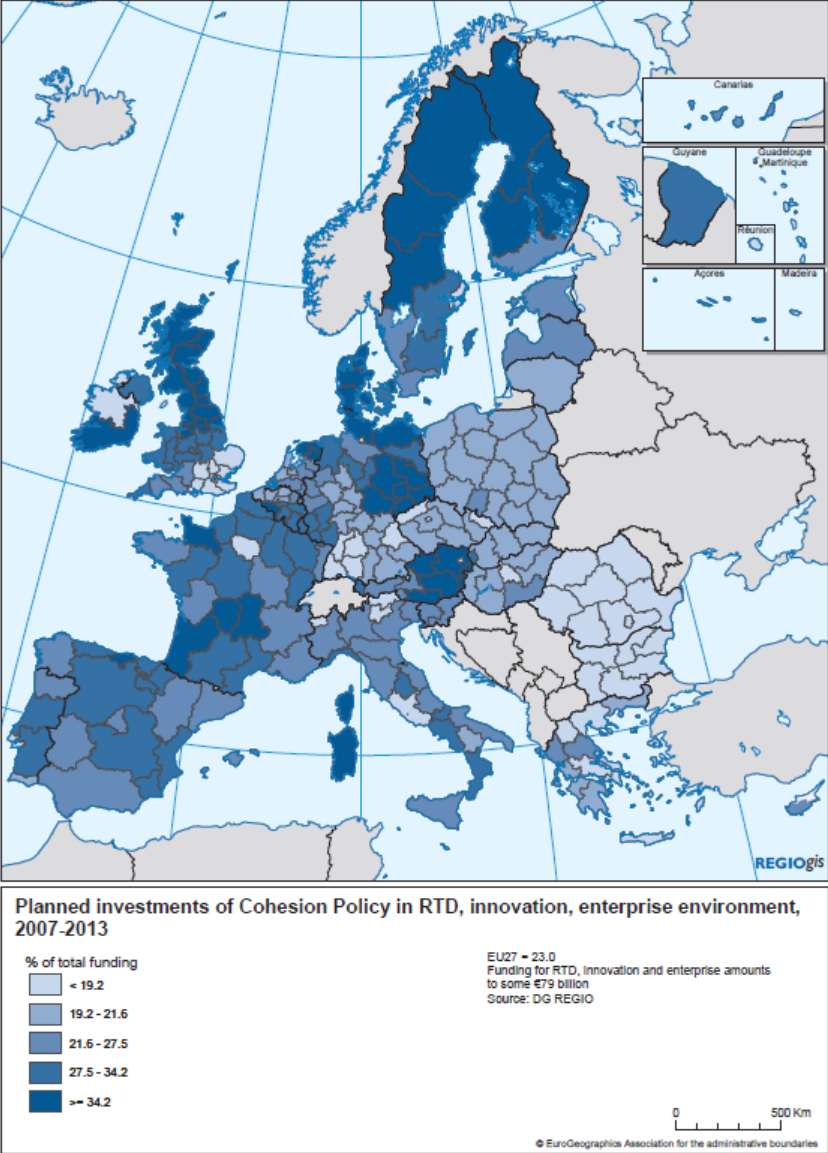 Canarias
Guyane
Guadeloupe
Martinique
Réunion
Açores
Madeira
REGIOgis
Planned investments of Cohesion Policy in RTD, innovation, enterprise environment,
2007-2013
% of total funding
< 19.2
19.2 - 21.6
21.6 - 27.5
27.5 - 34.2
>= 34.2
EU27 = 23.0
Funding for RTD, Innovation and enterprise amounts
to some €79 billion
Source: DG REGIO
0 500 Km
© EuroGeographics Association for the administrative boundaries